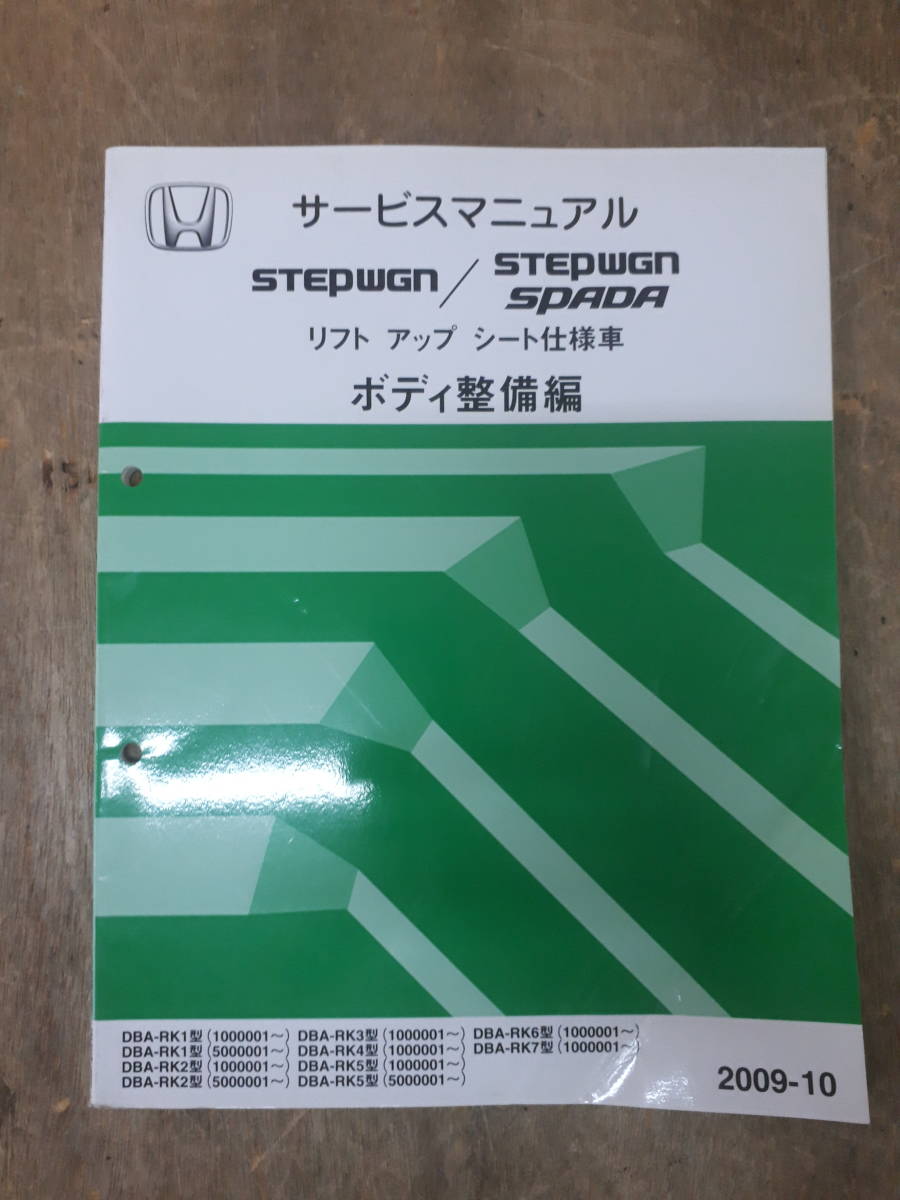 サービスマニュアル
STEPWGN / STEPWGN SPADA
リフト アップ シート仕様車
ボディ整備編
DBA-RK1型(1000001～) DBA-RK3型(1000001～) DBA-RK6型(1000001～)
DBA-RK1型(5000001～) DBA-RK4型(1000001～) DBA-RK7型(1000001～)
DBA-RK2型(1000001～) DBA-RK5型(1000001～)
DBA-RK2型(5000001～) DBA-RK5型(5000001～)
2009-10